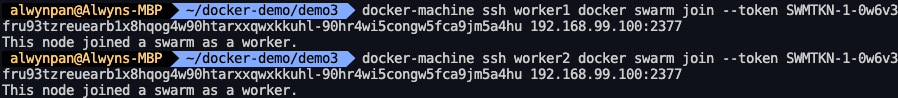 alwynpan@Alwyns-MBP ~/docker-demo/demo3 docker-machine ssh worker1 docker swarm join --token SWMTKN-1-0w6v3
fru93tzreuearb1x8hqog4w90htarxxqwxkkuhl-90hr4wi5congw5fca9jm5a4hu 192.168.99.100:2377
This node joined a swarm as a worker.
alwynpan@Alwyns-MBP ~/docker-demo/demo3 docker-machine ssh worker2 docker swarm join --token SWMTKN-1-0w6v3
fru93tzreuearb1x8hqog4w90htarxxqwxkkuhl-90hr4wi5congw5fca9jm5a4hu 192.168.99.100:2377
This node joined a swarm as a worker.